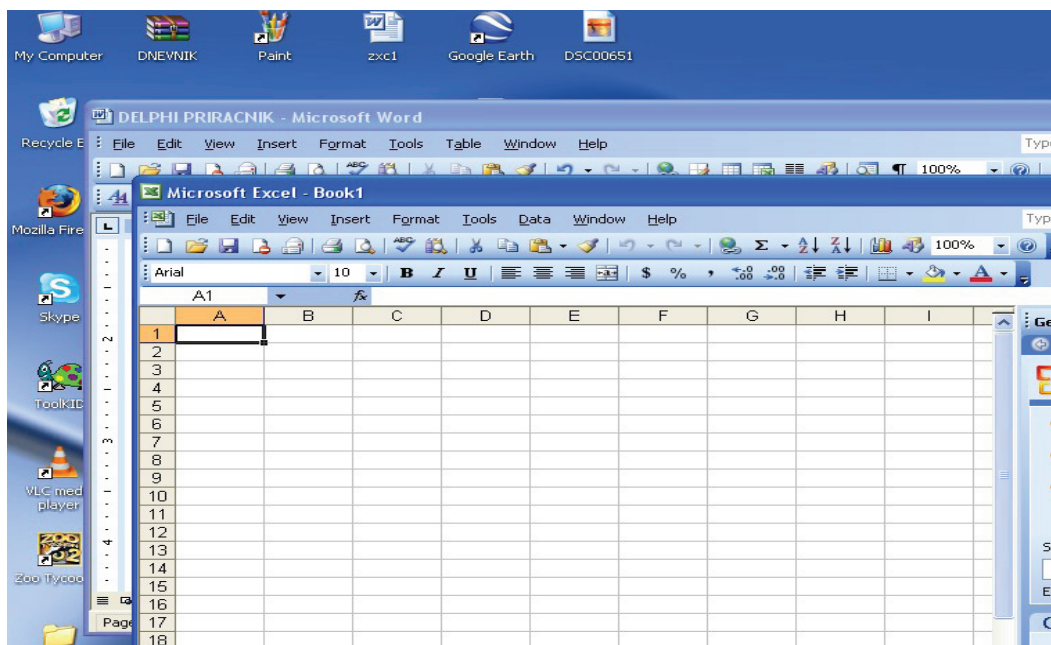 My Computer DNEVNIK Paint zxc1 Google Earth DSC00651
DELPHI PRIRACNIK - Microsoft Word
Recycle B
File Edit View Insert Format Tools Table Window Help
100%
Microsoft Excel - Book1
Mozilla Fire
File Edit View Insert Format Tools Data Window Help
100%
Arial 10 B I U $ %
A1 fx
Skype
A B C D E F G H I
1
2
3
4
5
6
7
8
9
10
11
12
13
14
15
16
17
18
ToolKID
VLC med
player
Zoo Tycoo
Page
2
3
4